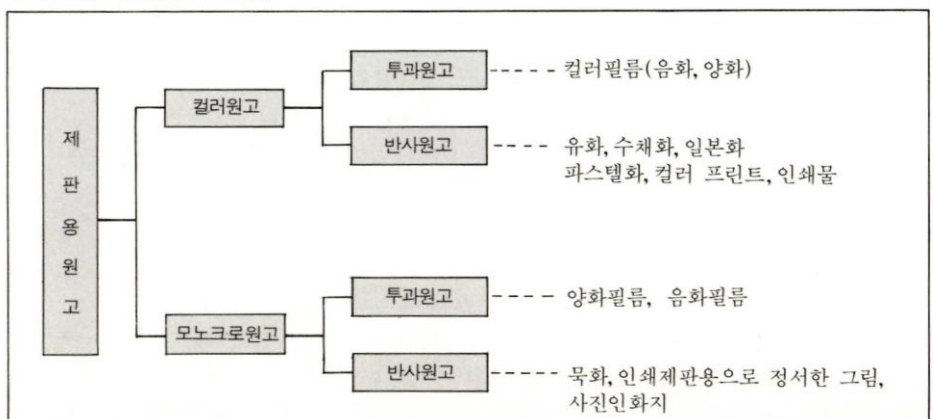 제판용원고
컬러원고
투과원고
컬러필름(음화, 양화)
반사원고
유화, 수채화, 일본화
파스텔화, 컬러 프린트, 인쇄물
모노크로원고
투과원고
양화필름, 음화필름
반사원고
묵화, 인쇄제판용으로 정서한 그림,
사진인화지